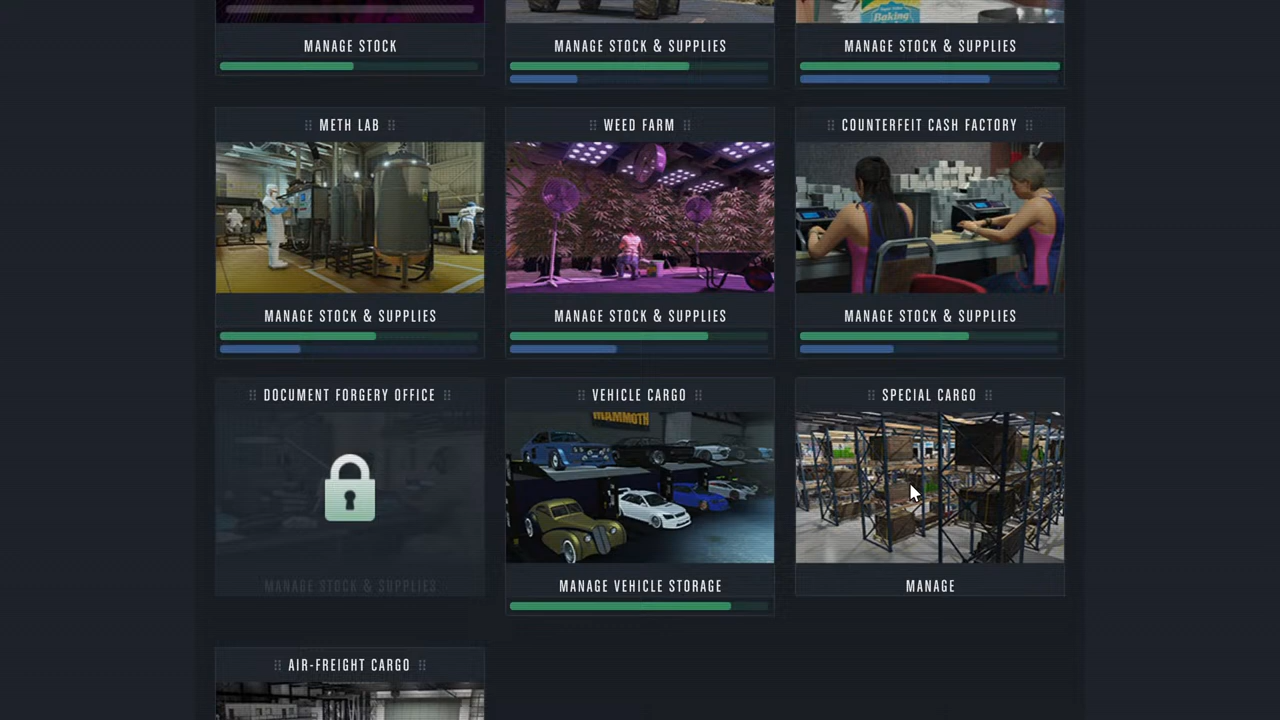 MANAGE STOCK
MANAGE STOCK & SUPPLIES
MANAGE STOCK & SUPPLIES
Baking
METH LAB
WEED FARM
COUNTERFEIT CASH FACTORY
MANAGE STOCK & SUPPLIES
MANAGE STOCK & SUPPLIES
MANAGE STOCK & SUPPLIES
DOCUMENT FORGERY OFFICE
VEHICLE CARGO
SPECIAL CARGO
MAMMOTH
MANAGE STOCK & SUPPLIES
MANAGE VEHICLE STORAGE
MANAGE
AIR-FREIGHT CARGO